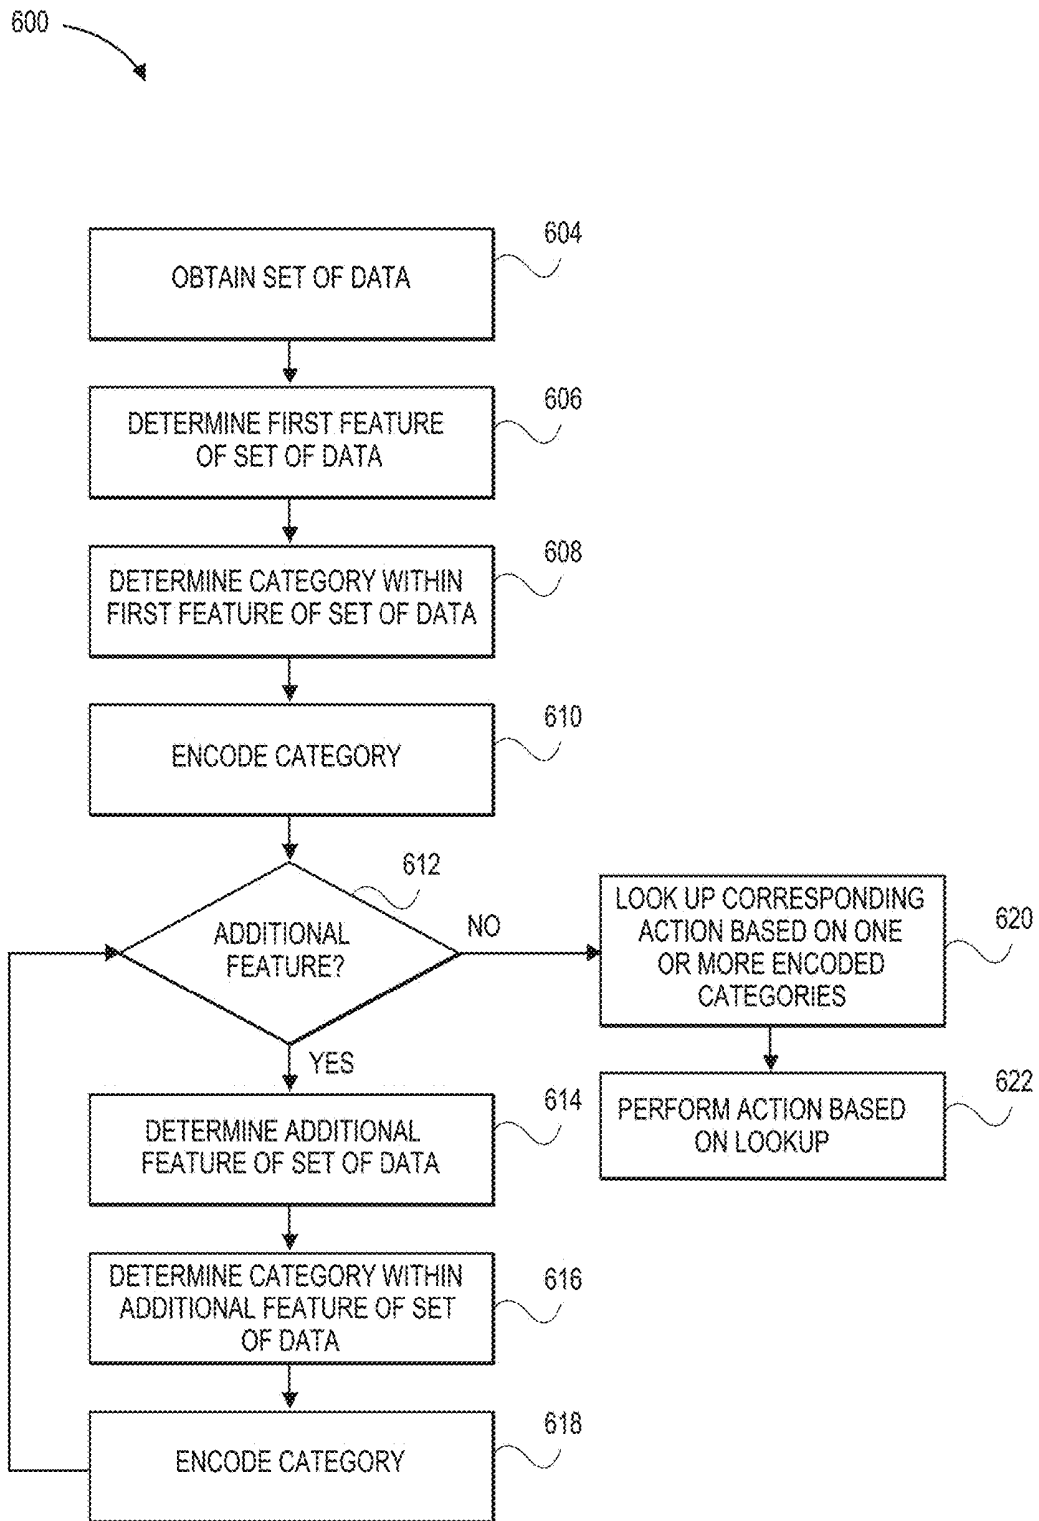 600
604
OBTAIN SET OF DATA
606
DETERMINE FIRST FEATURE
OF SET OF DATA
608
DETERMINE CATEGORY WITHIN
FIRST FEATURE OF SET OF DATA
610
ENCODE CATEGORY
612
ADDITIONAL
FEATURE?
NO
LOOK UP CORRESPONDING
ACTION BASED ON ONE
OR MORE ENCODED
CATEGORIES
620
YES
614
DETERMINE ADDITIONAL
FEATURE OF SET OF DATA
622
PERFORM ACTION BASED
ON LOOKUP
616
DETERMINE CATEGORY WITHIN
ADDITIONAL FEATURE OF SET
OF DATA
618
ENCODE CATEGORY